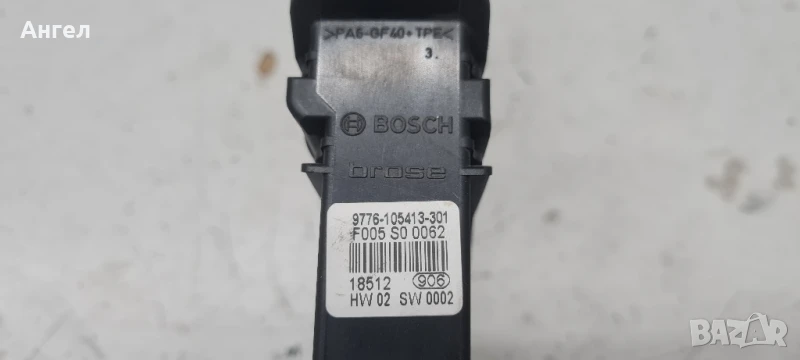 Ангел
>PA6-GF40+TPE<
3.
BOSCH
brose
9776-105413-301
F005 S0 0062
18512 906
HW 02 SW 0002
BAZAR